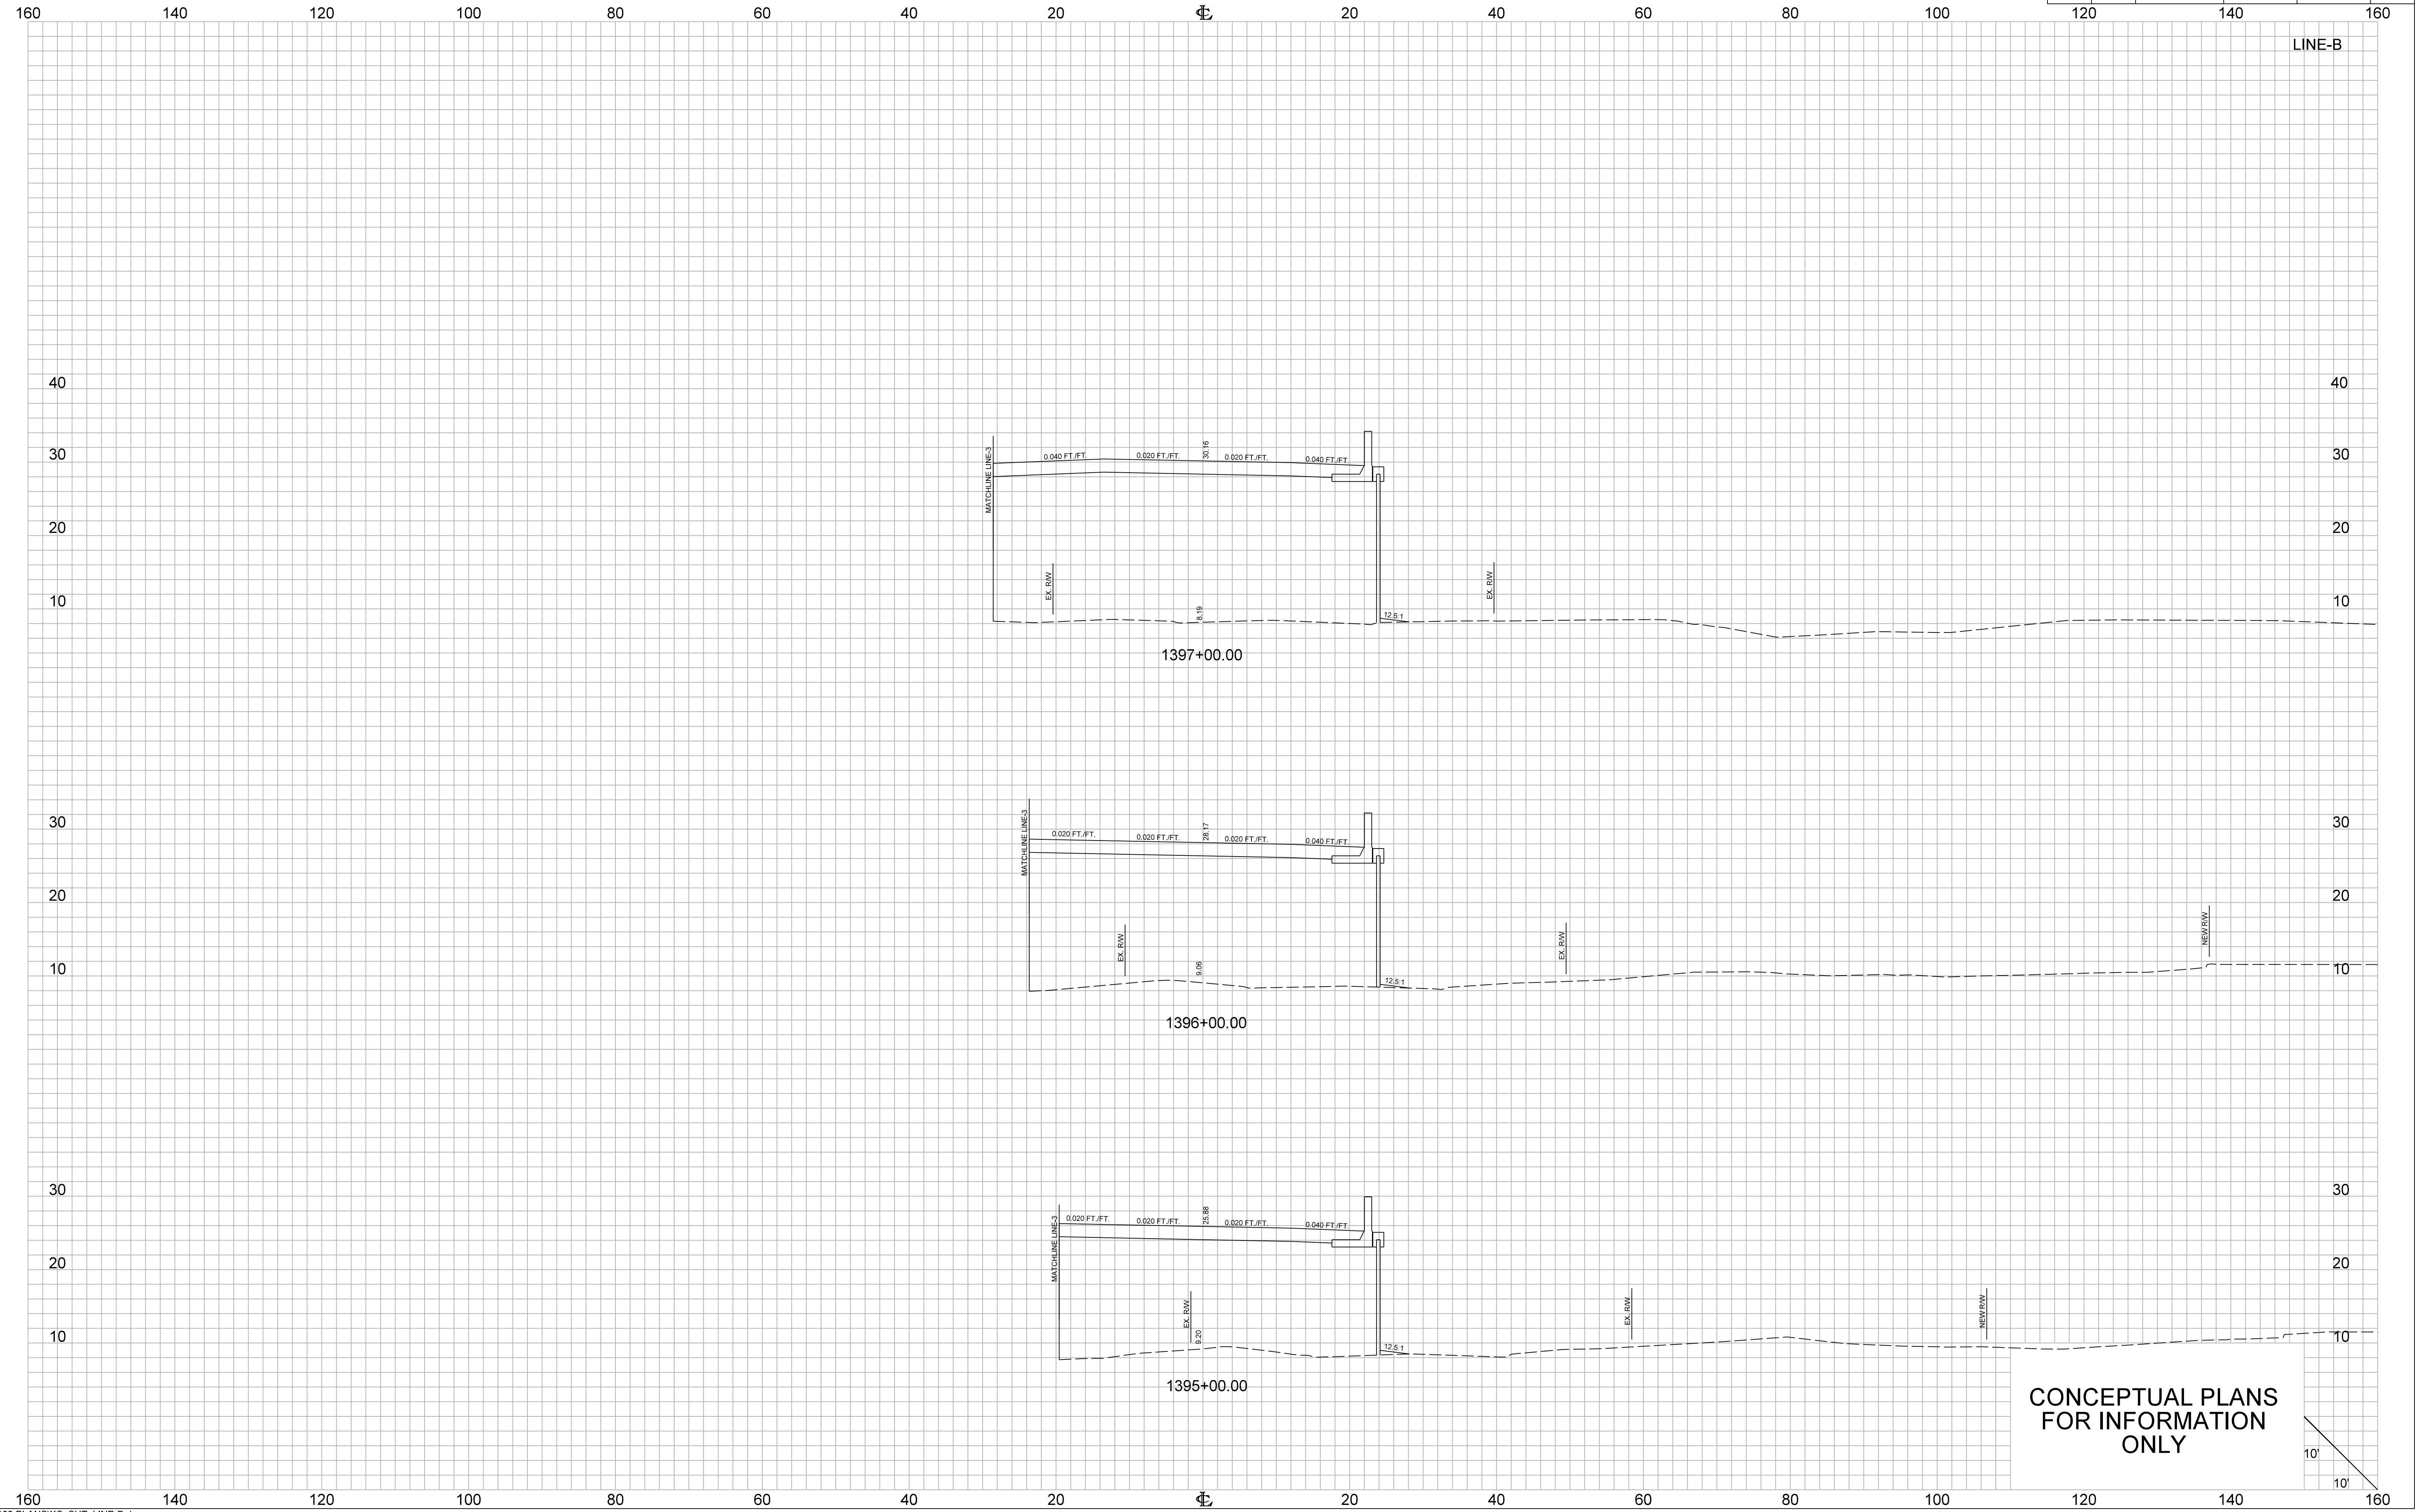 160 140 120 100 80 60 40 20 ℄ 20 40 60 80 100 120 140 160
LINE-B
40 40
30 30
20 20
10 10
MATCHLINE LINE-3
0.040 FT./FT. 0.020 FT./FT. 30.16 0.020 FT./FT. 0.040 FT./FT.
EX. R/W 8.19 12.5:1 EX. R/W
1397+00.00
30 30
20 20
10 10
MATCHLINE LINE-3
0.020 FT./FT. 0.020 FT./FT. 28.17 0.020 FT./FT. 0.040 FT./FT.
EX. R/W 9.06 12.5:1 EX. R/W NEW R/W
1396+00.00
30 30
20 20
10 10
MATCHLINE LINE-3
0.020 FT./FT. 0.020 FT./FT. 25.88 0.020 FT./FT. 0.040 FT./FT.
EX. R/W 9.20 12.5:1 EX. R/W NEW R/W
1395+00.00
CONCEPTUAL PLANS
FOR INFORMATION
ONLY
10'
10'
160 140 120 100 80 60 40 20 ℄ 20 40 60 80 100 120 140 160